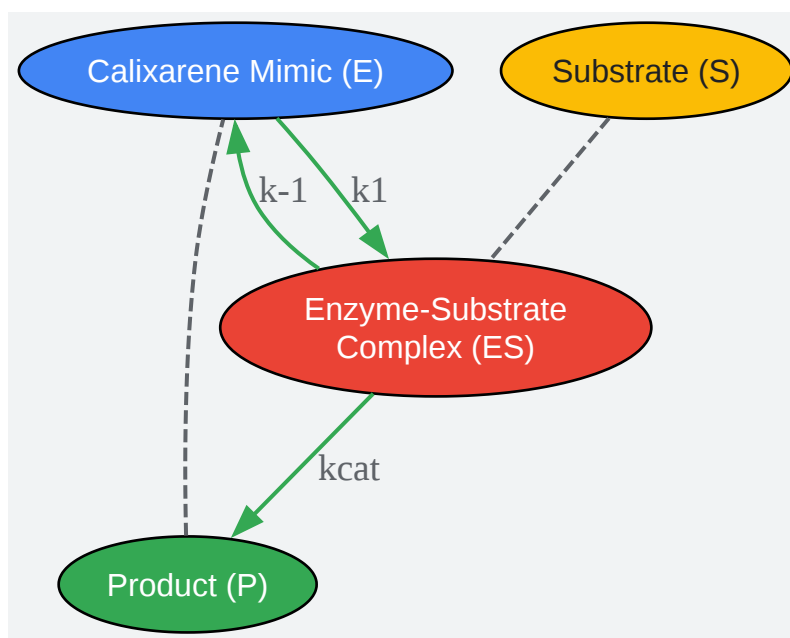 Calixarene Mimic (E)
Substrate (S)
k-1
k1
Enzyme-Substrate
Complex (ES)
kcat
Product (P)